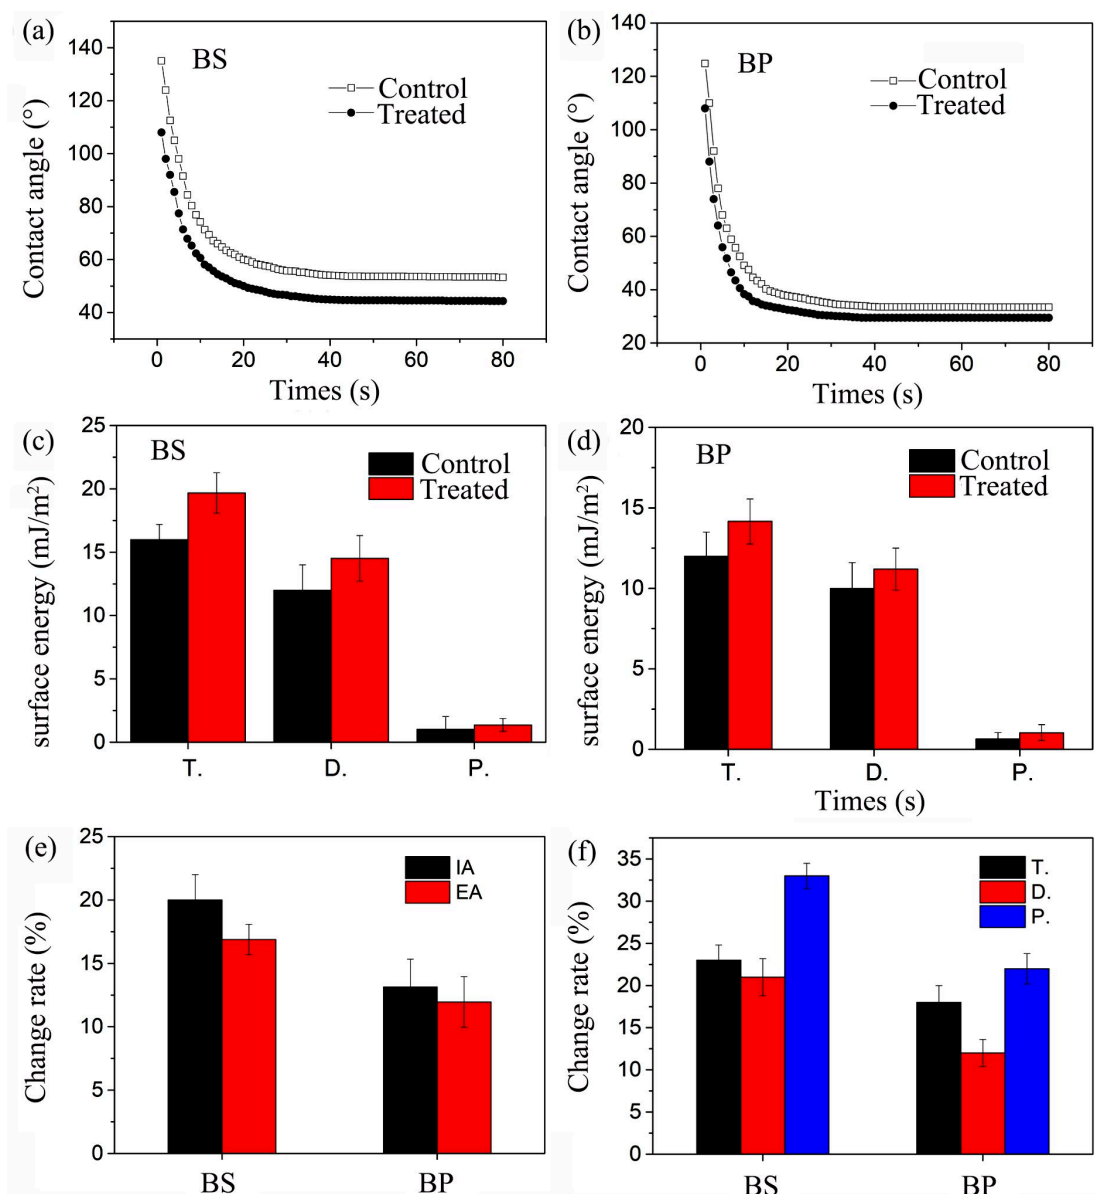 (a)
BS
Control
Treated
Contact angle (°)
140
120
100
80
60
40
0 20 40 60 80
Times (s)
(b)
BP
Control
Treated
Contact angle (°)
140
120
100
80
60
40
20
0 20 40 60 80
Times (s)
(c)
BS
Control
Treated
surface energy (mJ/m²)
25
20
15
10
5
0
T. D. P.
(d)
BP
Control
Treated
surface energy (mJ/m²)
20
15
10
5
0
T. D. P.
Times (s)
(e)
IA
EA
Change rate (%)
25
20
15
10
5
0
BS BP
(f)
T.
D.
P.
Change rate (%)
35
30
25
20
15
10
5
0
BS BP